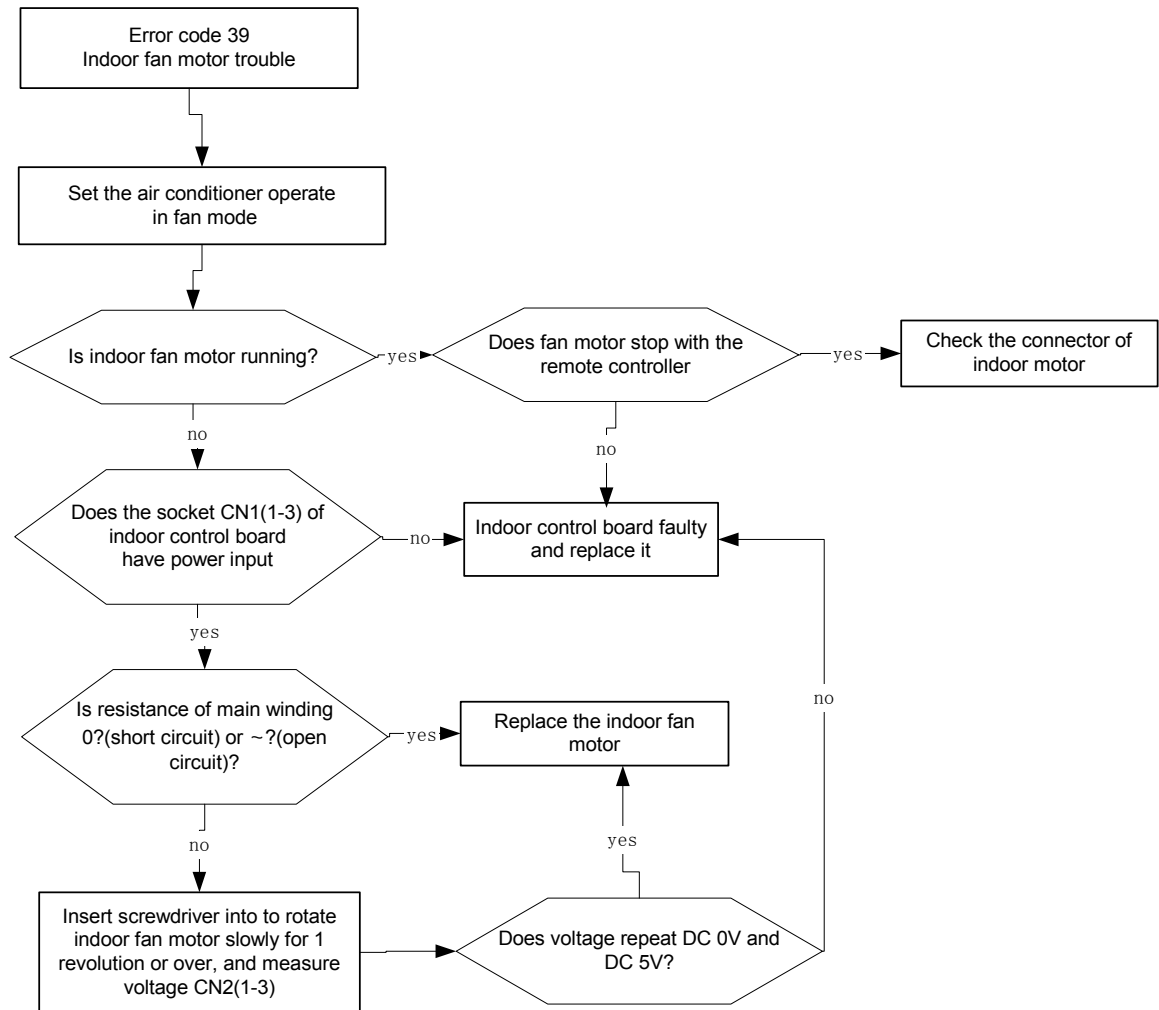 Error code 39
Indoor fan motor trouble
Set the air conditioner operate
in fan mode
Is indoor fan motor running?
yes
Does fan motor stop with the
remote controller
yes
Check the connector of
indoor motor
no
no
Does the socket CN1(1-3) of
indoor control board
have power input
no
Indoor control board faulty
and replace it
yes
no
Is resistance of main winding
0?(short circuit) or ~?(open
circuit)?
yes
Replace the indoor fan
motor
no
yes
Insert screwdriver into to rotate
indoor fan motor slowly for 1
revolution or over, and measure
voltage CN2(1-3)
Does voltage repeat DC 0V and
DC 5V?